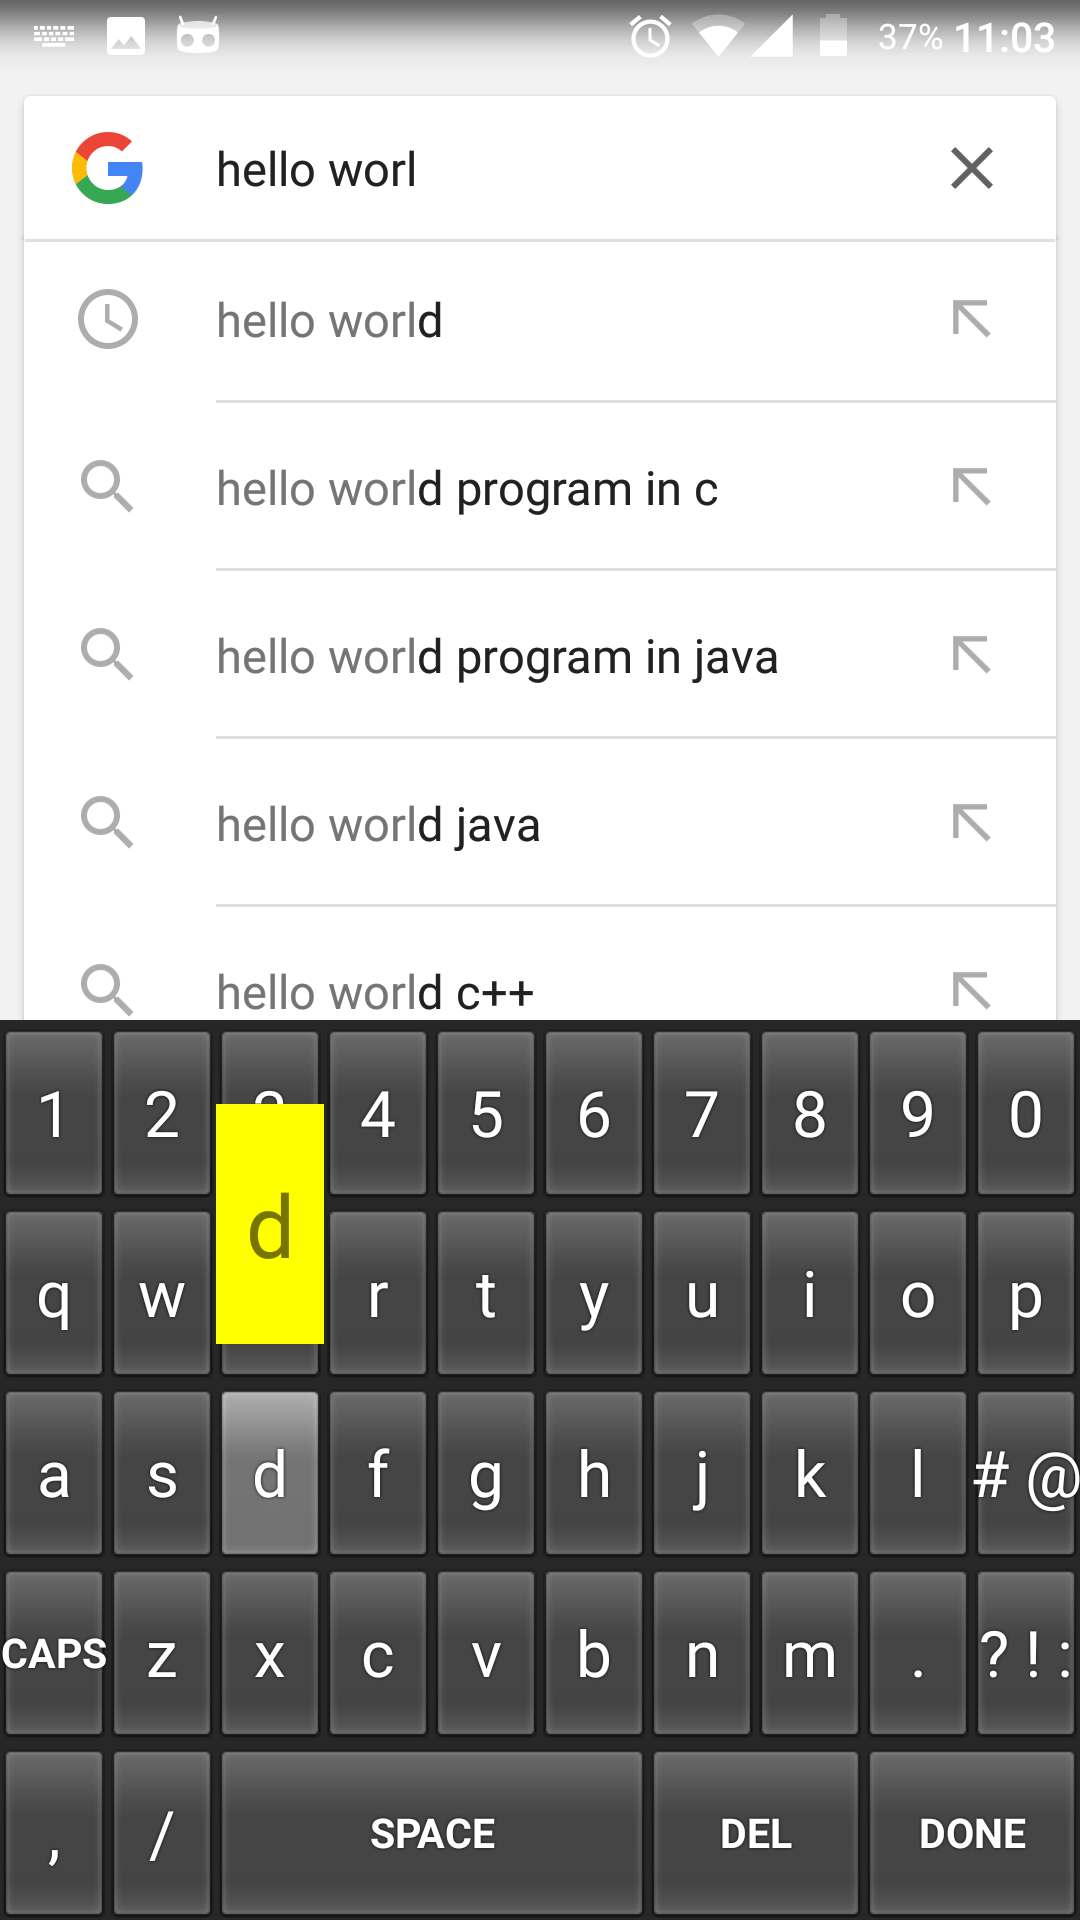 37% 11:03
hello worl
hello world
hello world program in c
hello world program in java
hello world java
hello world c++
1 2 4 5 6 7 8 9 0
d
q w r t y u i o p
a s d f g h j k l # @
CAPS z x c v b n m . ? ! :
, / SPACE DEL DONE